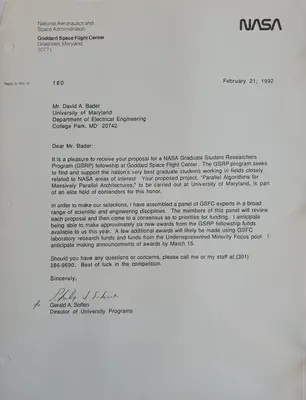 National Aeronautics and
Space Administration
Goddard Space Flight Center
Greenbelt, Maryland
20771
NASA
Reply to Attn of: 160
February 21, 1992
Mr. David A. Bader
University of Maryland
Department of Electrical Engineering
College Park, MD 20742
Dear Mr. Bader:
It is a pleasure to receive your proposal for a NASA Graduate Student Researchers
Program (GSRP) fellowship at Goddard Space Flight Center. The GSRP program seeks
to find and support the nation's very best graduate students working in fields closely
related to NASA areas of interest. Your proposed project, "Parallel Algorithms for
Massively Parallel Architectures," to be carried out at University of Maryland, is part
of an elite field of contenders for this honor.
In order to make our selections, I have assembled a panel of GSFC experts in a broad
range of scientific and engineering disciplines. The members of this panel will review
each proposal and then come to a consensus as to priorities for funding. I anticipate
being able to make approximately six new awards from the GSRP fellowship funds
available to us this year. A few additional awards will likely be made using GSFC
laboratory research funds and funds from the Underrepresented Minority Focus pool. I
anticipate making announcements of awards by March 15.
Should you have any questions or concerns, please call me or my staff at (301)
286-9690. Best of luck in the competition.
Sincerely,
Gerald A. Soffen
Director of University Programs